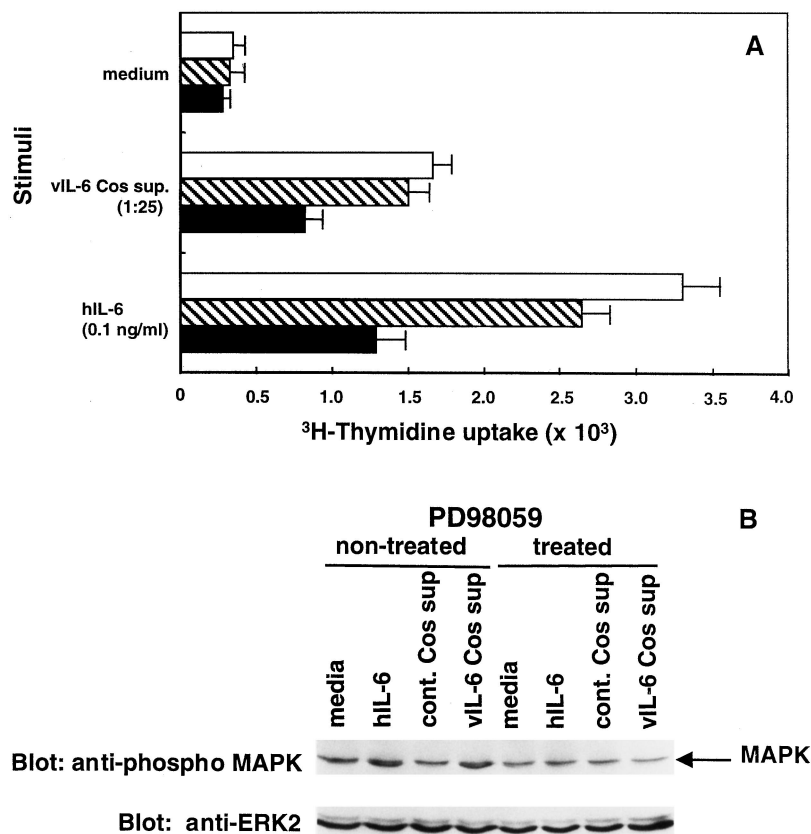 A
Stimuli
medium
vIL-6 Cos sup.
(1:25)
hIL-6
(0.1 ng/ml)
0 0.5 1.0 1.5 2.0 2.5 3.0 3.5 4.0
³H-Thymidine uptake (x 10³)
B
PD98059
non-treated treated
media hIL-6 cont. Cos sup vIL-6 Cos sup media hIL-6 cont. Cos sup vIL-6 Cos sup
Blot: anti-phospho MAPK
MAPK
Blot: anti-ERK2